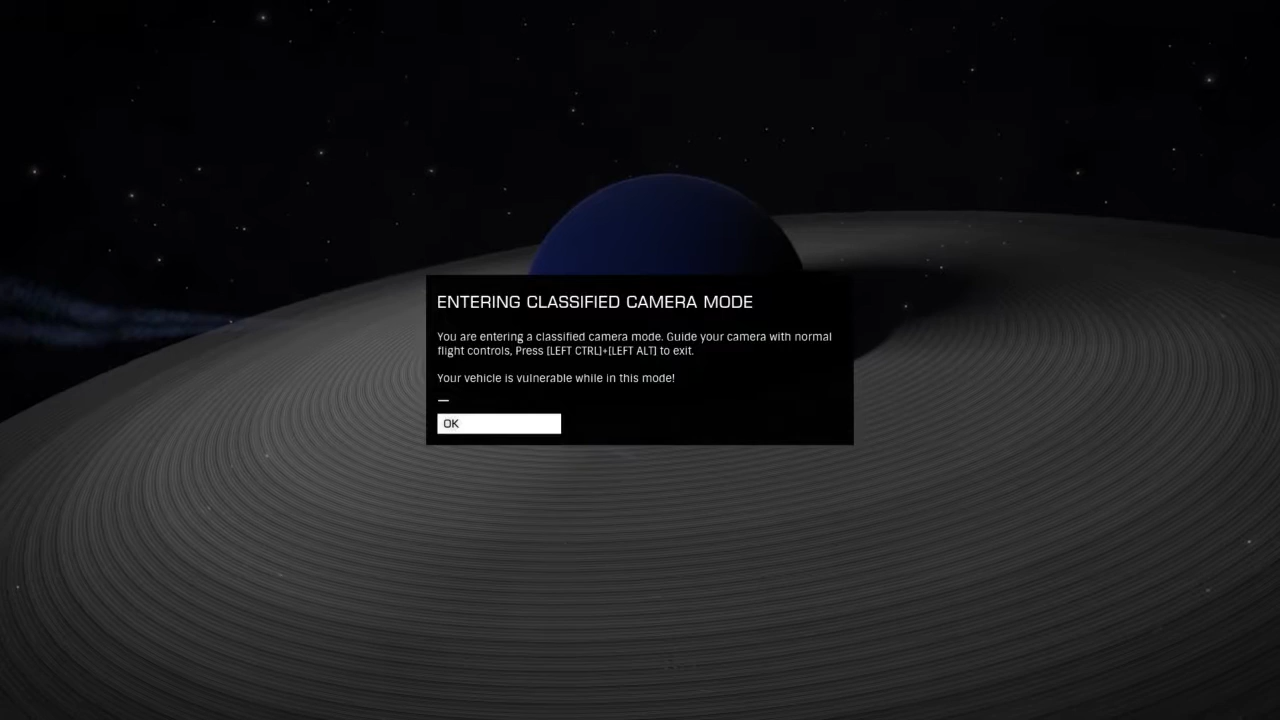 ENTERING CLASSIFIED CAMERA MODE
You are entering a classified camera mode. Guide your camera with normal
flight controls, Press [LEFT CTRL]+[LEFT ALT] to exit.
Your vehicle is vulnerable while in this mode!
OK